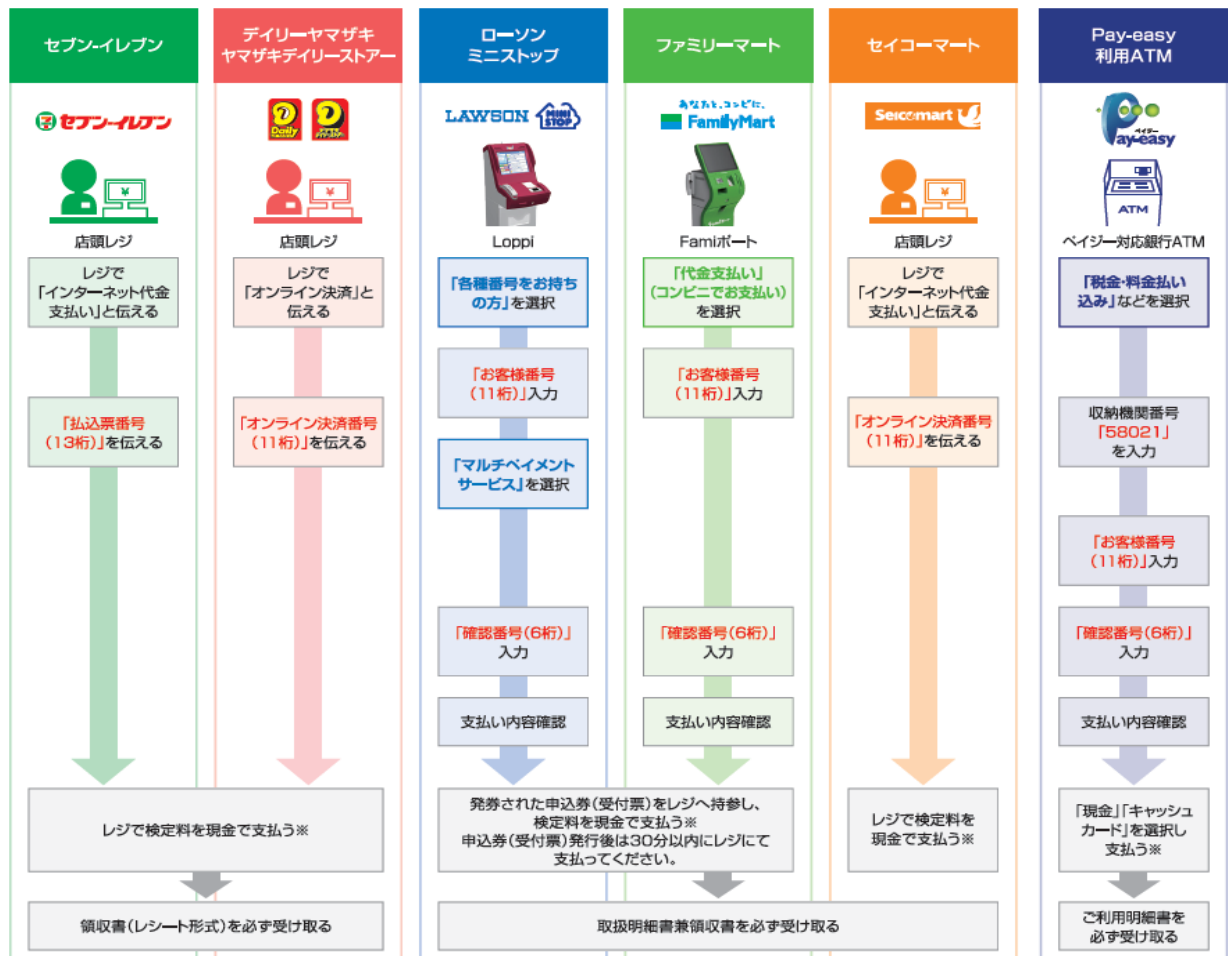 セブン-イレブン
デイリーヤマザキ
ヤマザキデイリーストアー
ローソン
ミニストップ
ファミリーマート
セイコーマート
Pay-easy
利用ATM
セブン-イレブン
Daily
LAWSON
MINI
STOP
あなたと、コンビに、
FamilyMart
Seicomart
ペイジー
Pay-easy
¥
¥
¥
ATM
店頭レジ
店頭レジ
Loppi
Famiポート
店頭レジ
ペイジー対応銀行ATM
レジで
「インターネット代金
支払い」と伝える
「払込票番号
(13桁)」を伝える
レジで
「オンライン決済」と
伝える
「オンライン決済番号
(11桁)」を伝える
「各種番号をお持ち
の方」を選択
「お客様番号
(11桁)」入力
「マルチペイメント
サービス」を選択
「確認番号(6桁)」
入力
支払い内容確認
「代金支払い」
(コンビニでお支払い)
を選択
「お客様番号
(11桁)」入力
「確認番号(6桁)」
入力
支払い内容確認
レジで
「インターネット代金
支払い」と伝える
「オンライン決済番号
(11桁)」を伝える
「税金・料金払い
込み」などを選択
収納機関番号
「58021」
を入力
「お客様番号
(11桁)」入力
「確認番号(6桁)」
入力
支払い内容確認
レジで検定料を現金で支払う※
発券された申込券(受付票)をレジへ持参し、
検定料を現金で支払う※
申込券(受付票)発行後は30分以内にレジにて
支払ってください。
レジで検定料を
現金で支払う※
「現金」「キャッシュ
カード」を選択し
支払う※
領収書(レシート形式)を必ず受け取る
取扱明細書兼領収書を必ず受け取る
ご利用明細書を
必ず受け取る